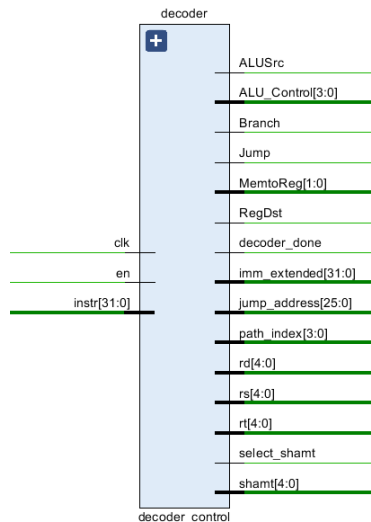 decoder
ALUSrc
ALU_Control[3:0]
Branch
Jump
MemtoReg[1:0]
RegDst
clk
decoder_done
en
imm_extended[31:0]
instr[31:0]
jump_address[25:0]
path_index[3:0]
rd[4:0]
rs[4:0]
rt[4:0]
select_shamt
shamt[4:0]
decoder_control